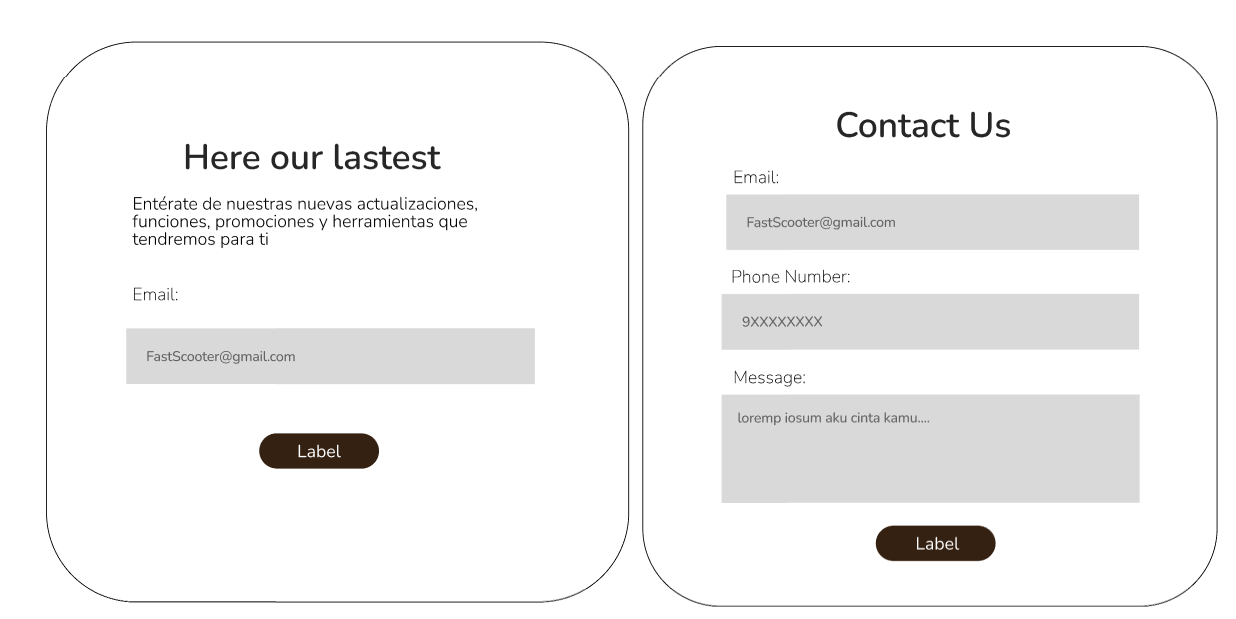 Here our lastest
Entérate de nuestras nuevas actualizaciones,
funciones, promociones y herramientas que
tendremos para ti
Email:
FastScooter@gmail.com
Label
Contact Us
Email:
FastScooter@gmail.com
Phone Number:
9XXXXXXXX
Message:
loremp iosum aku cinta kamu....
Label